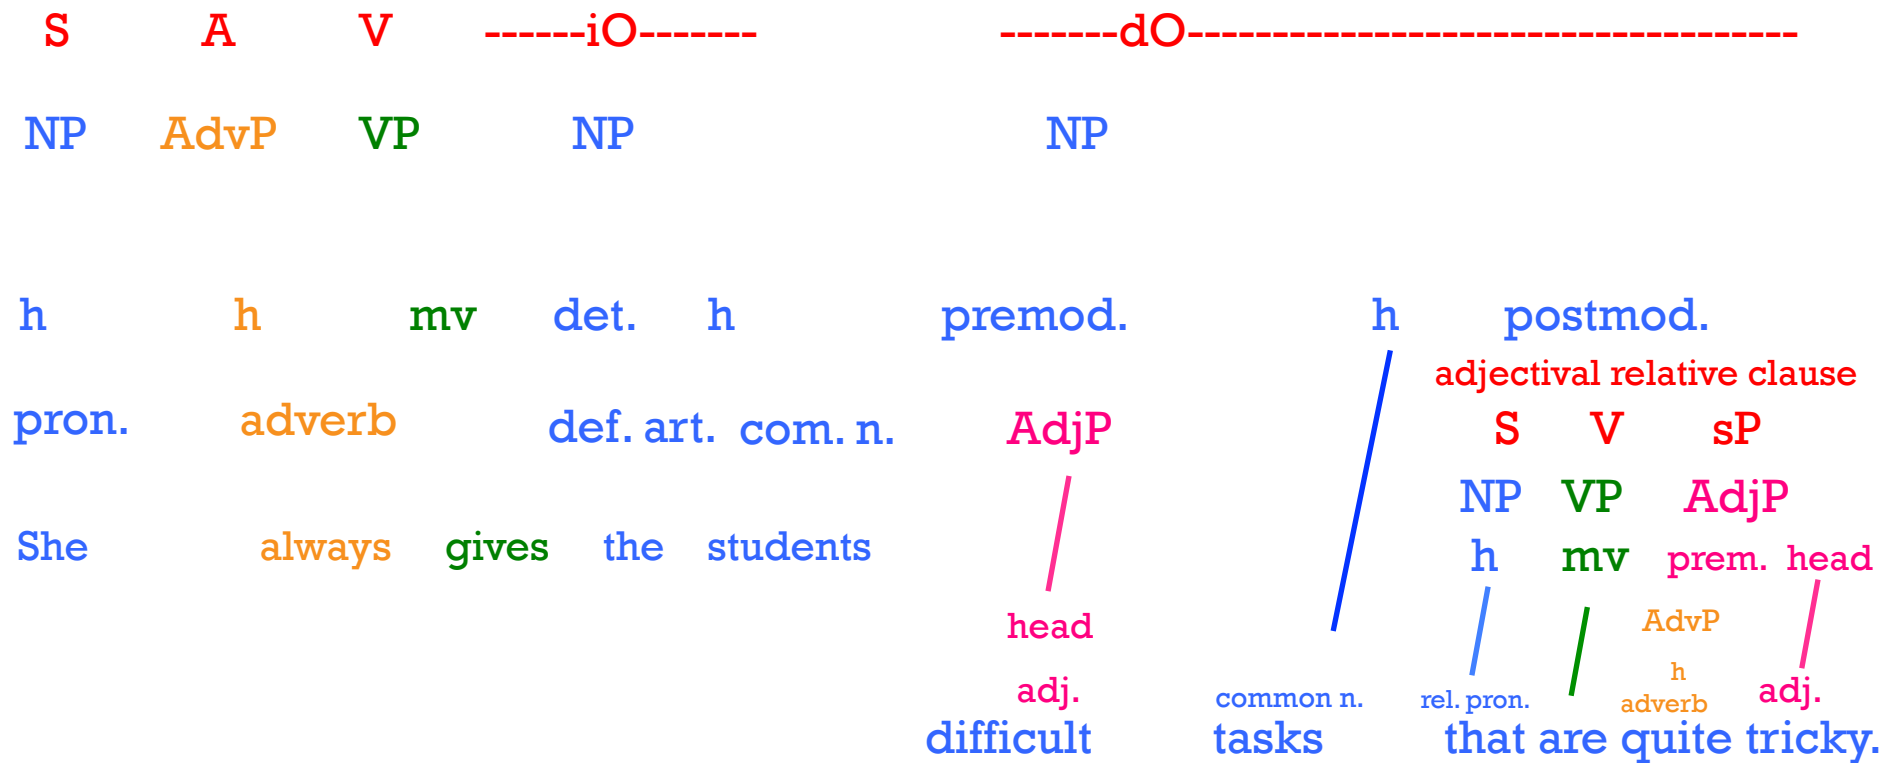 S A V ------iO------- -------dO------------------------------------
NP AdvP VP NP NP
h h mv det. h premod. h postmod.
adjectival relative clause
pron. adverb def. art. com. n. AdjP S V sP
NP VP AdjP
She always gives the students h mv prem. head
head AdvP
h
adj. common n. rel. pron. adverb adj.
difficult tasks that are quite tricky.